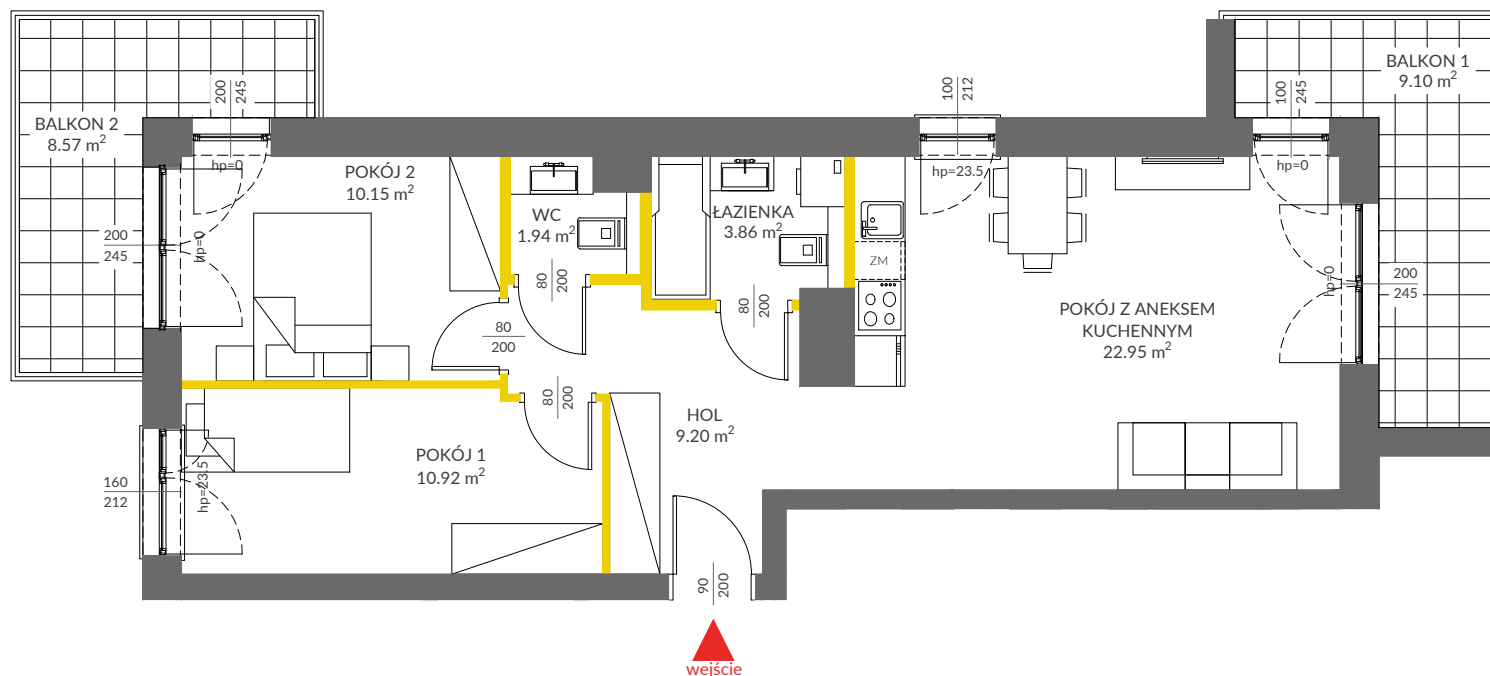 BALKON 1
9.10 m²
200
245
100
212
100
245
BALKON 2
8.57 m²
hp=0
POKÓJ 2
10.15 m²
hp=23.5
hp=0
WC
1.94 m²
ŁAZIENKA
3.86 m²
200
245
hp=0
ZM
80
200
80
200
hp=0
200
245
POKÓJ Z ANEKSEM
KUCHENNYM
22.95 m²
80
200
80
200
HOL
9.20 m²
POKÓJ 1
10.92 m²
160
212
hp=23.5
90
200
wejście